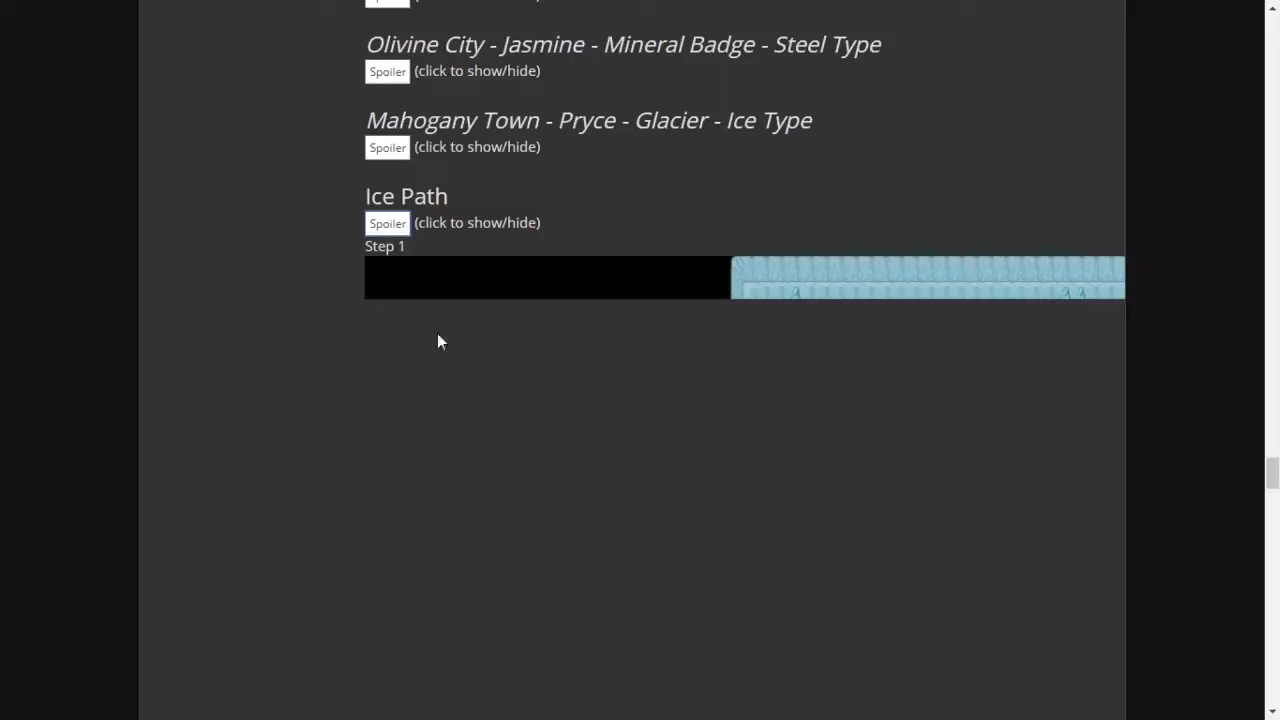 Olivine City - Jasmine - Mineral Badge - Steel Type
Spoiler (click to show/hide)
Mahogany Town - Pryce - Glacier - Ice Type
Spoiler (click to show/hide)
Ice Path
Spoiler (click to show/hide)
Step 1